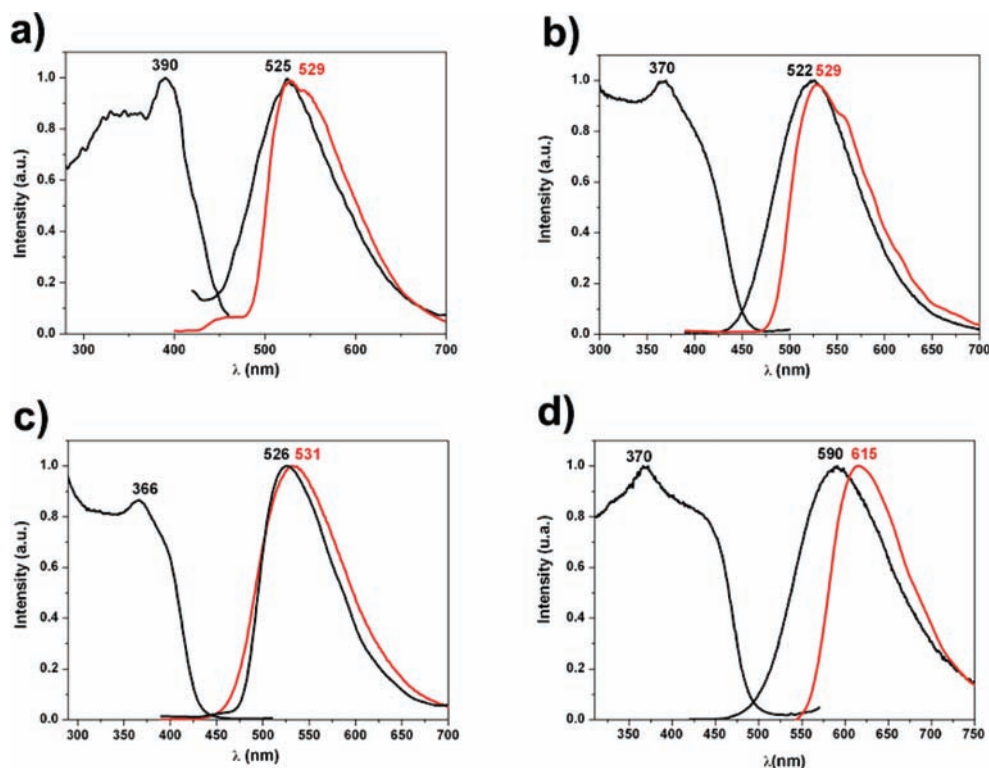 a)
390 525 529
1.0
0.8
0.6
0.4
0.2
0.0
Intensity (a.u.)
300 400 500 600 700
λ (nm)
b)
370 522 529
1.0
0.8
0.6
0.4
0.2
0.0
Intensity (a.u.)
300 350 400 450 500 550 600 650 700
λ (nm)
c)
366 526 531
1.0
0.8
0.6
0.4
0.2
0.0
Intensity (a.u.)
300 350 400 450 500 550 600 650 700
λ (nm)
d)
370 590 615
1.0
0.8
0.6
0.4
0.2
0.0
Intensity (u.a.)
350 400 450 500 550 600 650 700 750
λ(nm)